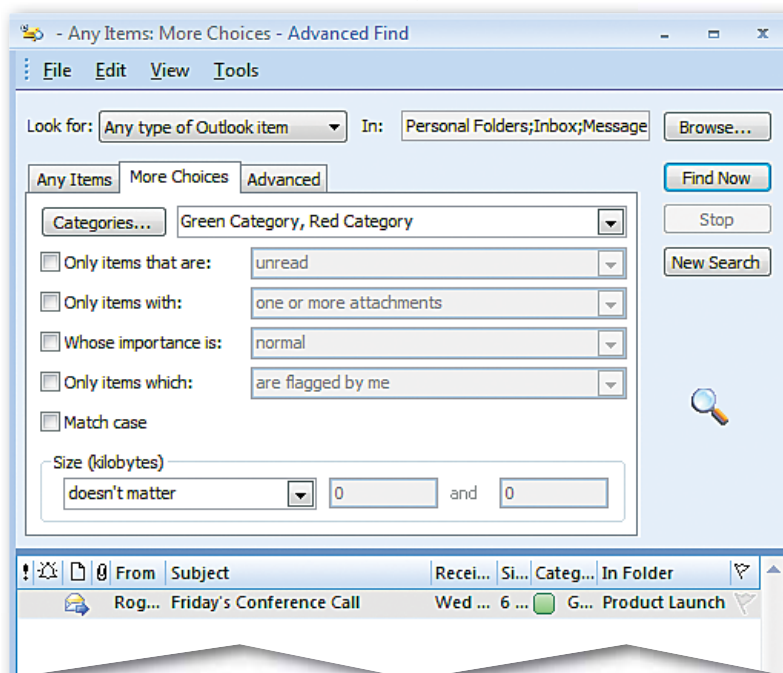 - Any Items: More Choices - Advanced Find
File Edit View Tools
Look for: Any type of Outlook item In: Personal Folders;Inbox;Message Browse...
Any Items More Choices Advanced Find Now
Categories... Green Category, Red Category Stop
Only items that are: unread New Search
Only items with: one or more attachments
Whose importance is: normal
Only items which: are flagged by me
Match case
Size (kilobytes)
doesn't matter 0 and 0
From Subject Recei... Si... Categ... In Folder
Rog... Friday's Conference Call Wed ... 6 ... G... Product Launch